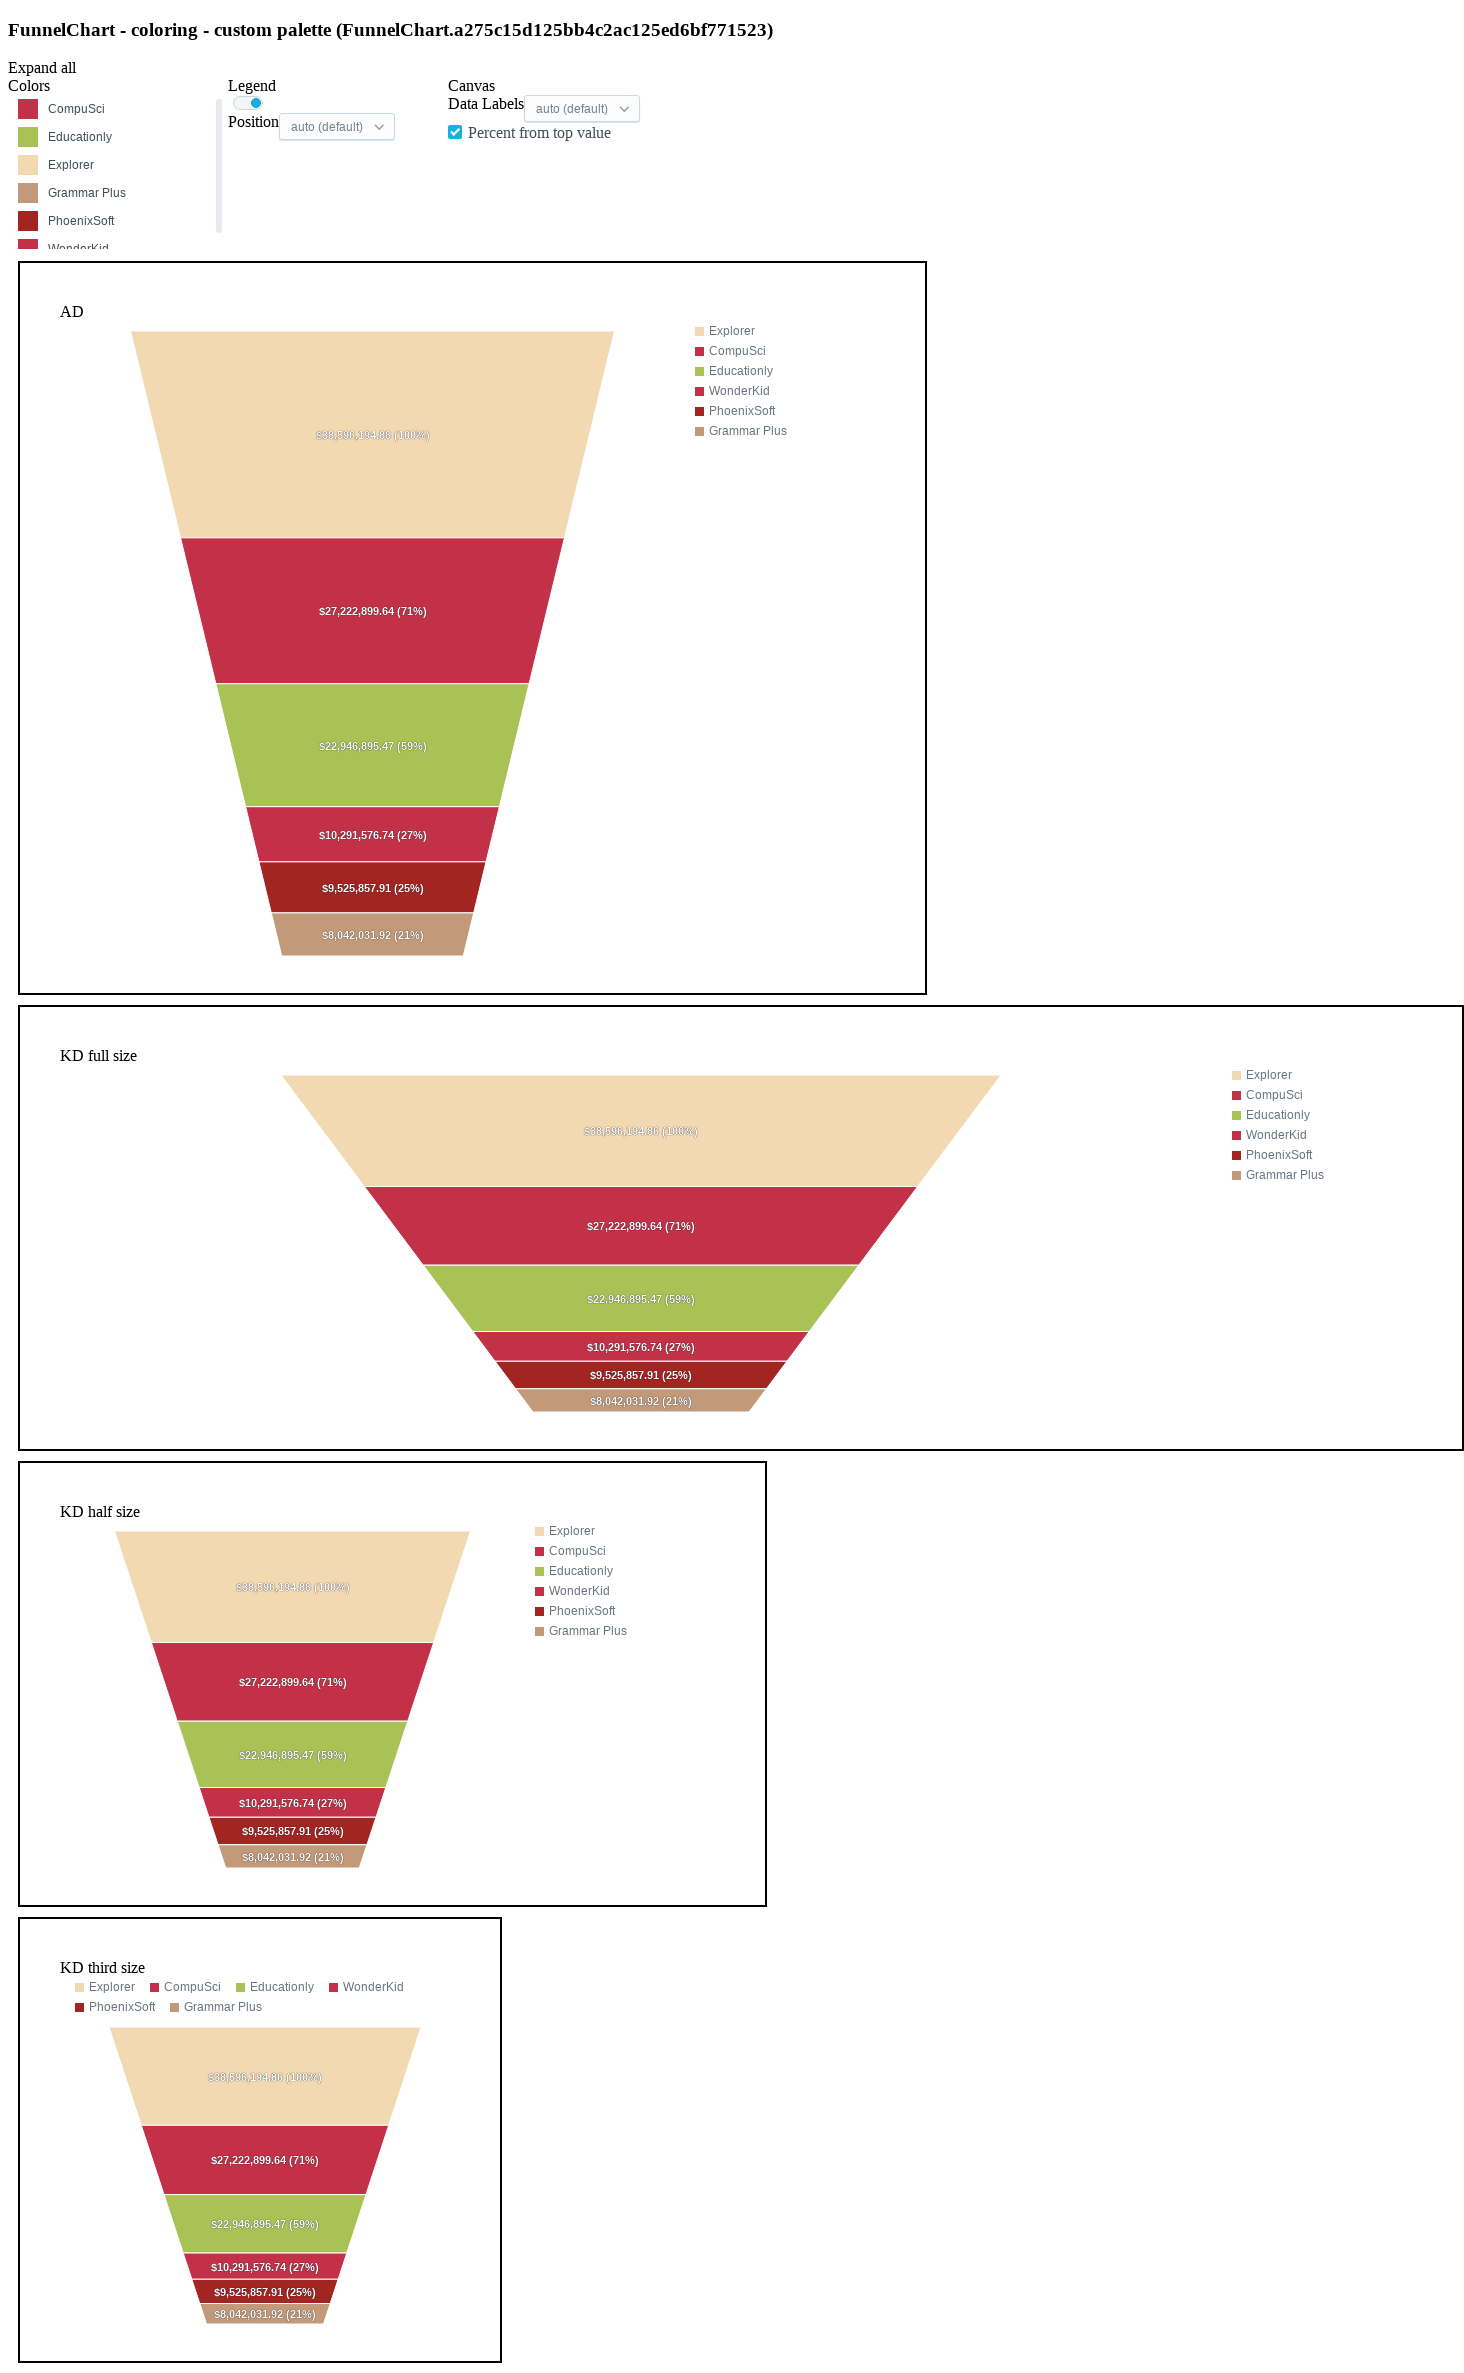 FunnelChart - coloring - custom palette (FunnelChart.a275c15d125bb4c2ac125ed6bf771523)
Expand all
Colors
CompuSci
Educationly
Explorer
Grammar Plus
PhoenixSoft
WonderKid
Legend
Position auto (default)
Canvas
Data Labels auto (default)
Percent from top value
AD
$38,596,194.86 (100%)
$27,222,899.64 (71%)
$22,946,895.47 (59%)
$10,291,576.74 (27%)
$9,525,857.91 (25%)
$8,042,031.92 (21%)
Explorer
CompuSci
Educationly
WonderKid
PhoenixSoft
Grammar Plus
KD full size
$38,596,194.86 (100%)
$27,222,899.64 (71%)
$22,946,895.47 (59%)
$10,291,576.74 (27%)
$9,525,857.91 (25%)
$8,042,031.92 (21%)
Explorer
CompuSci
Educationly
WonderKid
PhoenixSoft
Grammar Plus
KD half size
$38,596,194.86 (100%)
$27,222,899.64 (71%)
$22,946,895.47 (59%)
$10,291,576.74 (27%)
$9,525,857.91 (25%)
$8,042,031.92 (21%)
Explorer
CompuSci
Educationly
WonderKid
PhoenixSoft
Grammar Plus
KD third size
Explorer CompuSci Educationly WonderKid
PhoenixSoft Grammar Plus
$38,596,194.86 (100%)
$27,222,899.64 (71%)
$22,946,895.47 (59%)
$10,291,576.74 (27%)
$9,525,857.91 (25%)
$8,042,031.92 (21%)